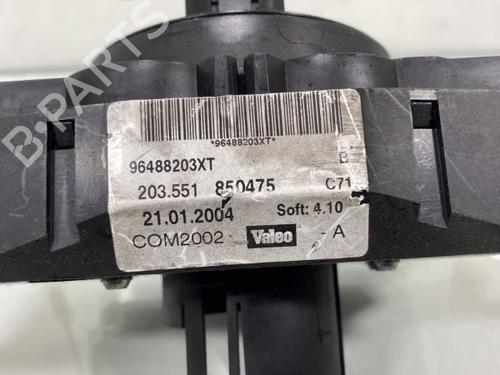 B-PARTS
*96488203XT*
96488203XT
203.551 850475 C71
21.01.2004 Soft: 4.10
COM2002 Valeo - A